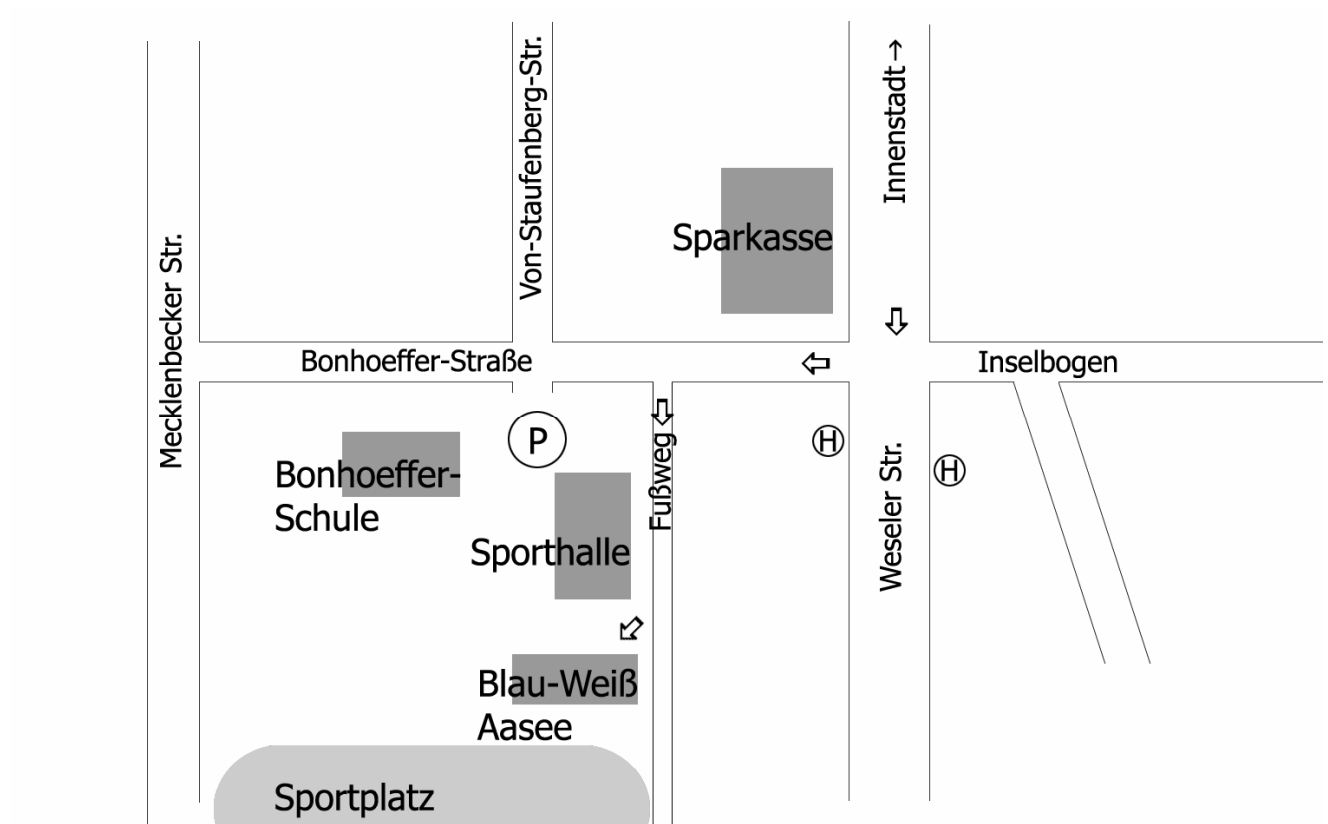 Von-Staufenberg-Str.
Innenstadt→
Sparkasse
Mecklenbecker Str.
Bonhoeffer-Straße
Inselbogen
P
H
H
Fußweg
Weseler Str.
Bonhoeffer-
Schule
Sporthalle
Blau-Weiß
Aasee
Sportplatz